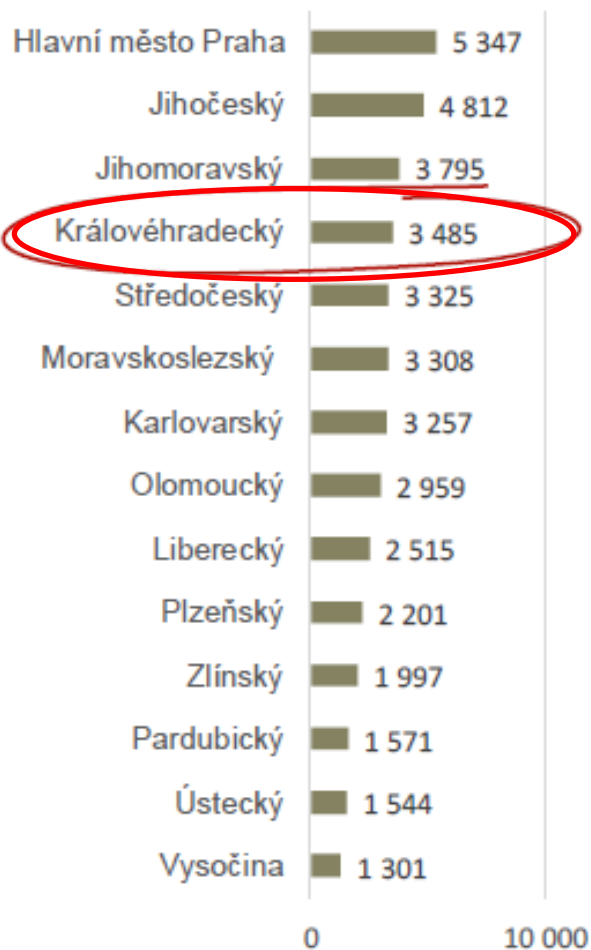 Hlavní město Praha 5 347
Jihočeský 4 812
Jihomoravský 3 795
Královéhradecký 3 485
Středočeský 3 325
Moravskoslezský 3 308
Karlovarský 3 257
Olomoucký 2 959
Liberecký 2 515
Plzeňský 2 201
Zlínský 1 997
Pardubický 1 571
Ústecký 1 544
Vysočina 1 301
0 10 000